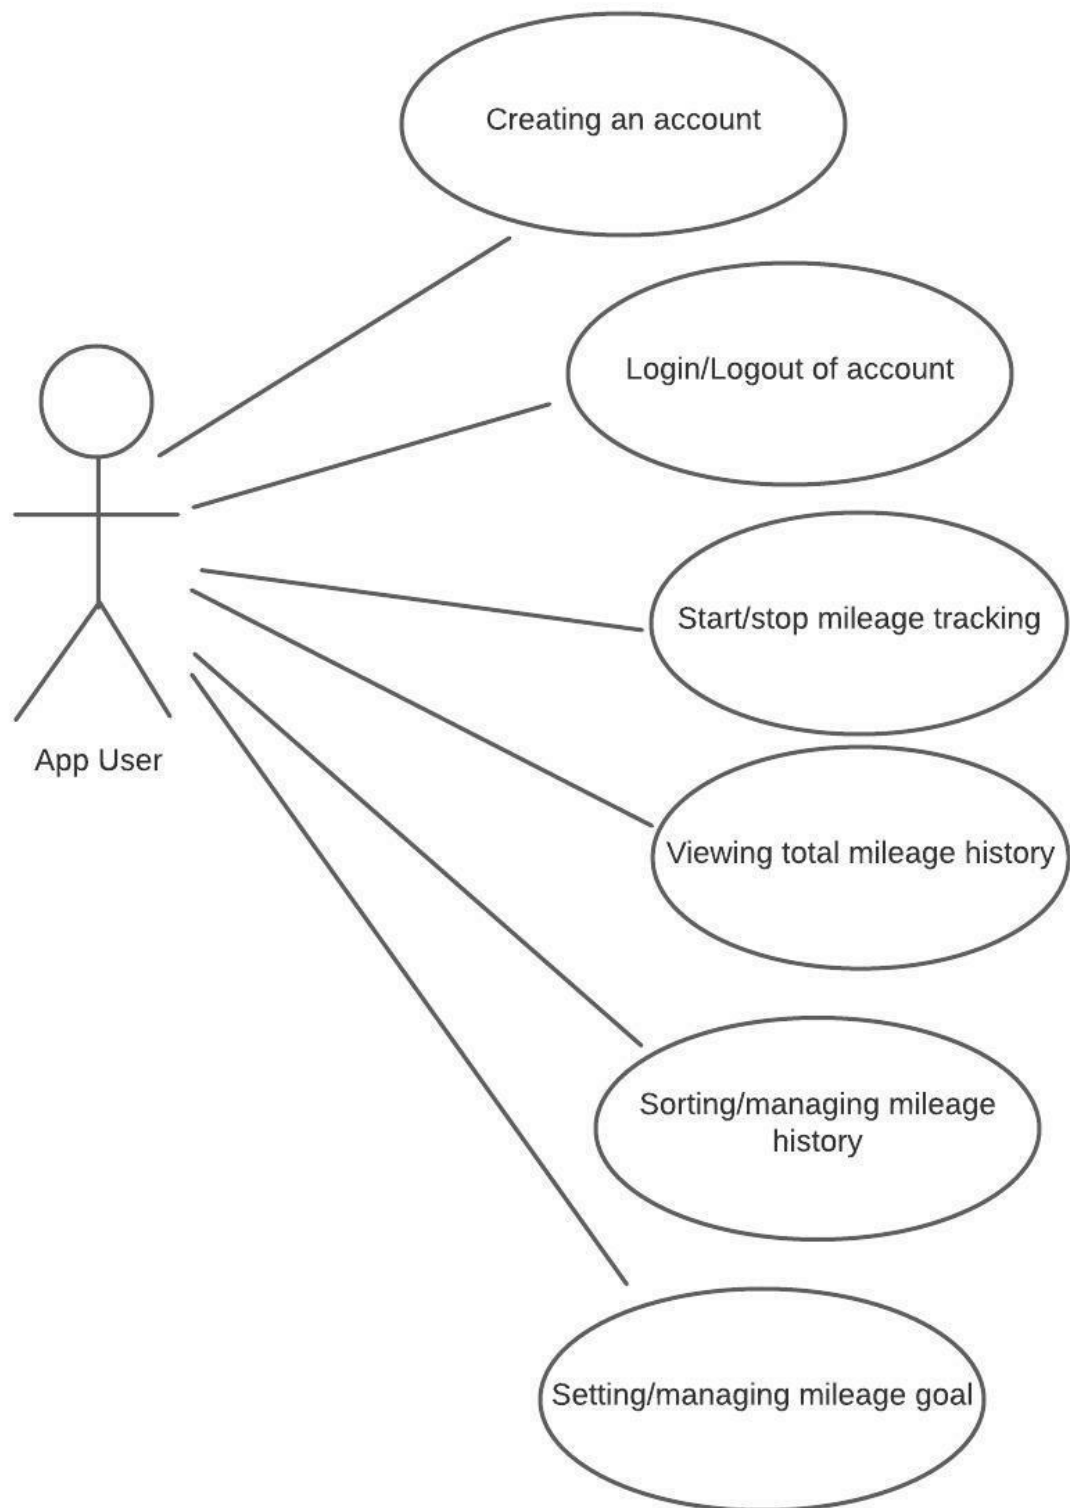 Creating an account
Login/Logout of account
Start/stop mileage tracking
App User
Viewing total mileage history
Sorting/managing mileage
history
Setting/managing mileage goal